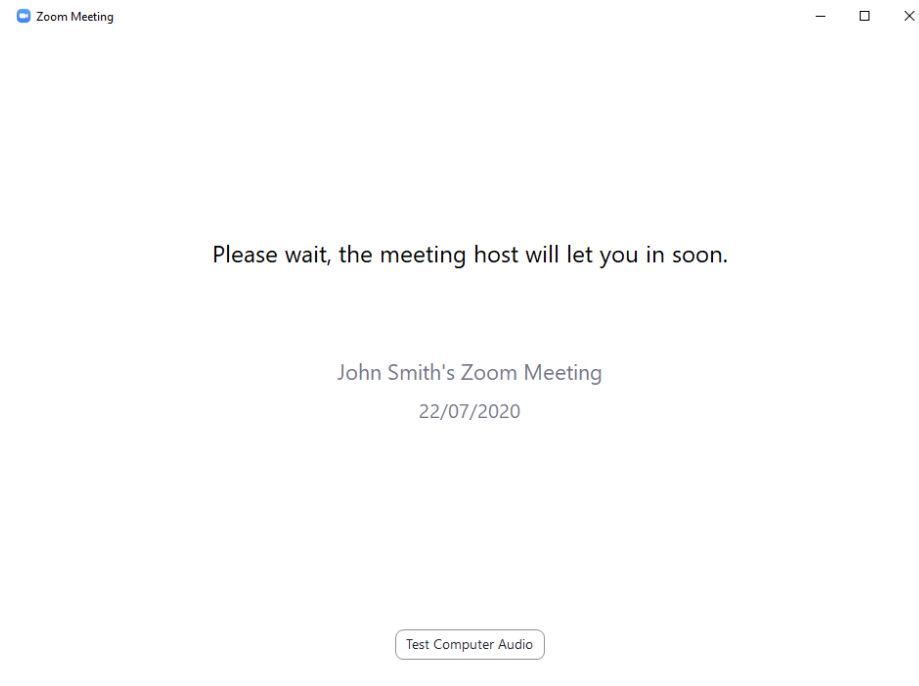 Zoom Meeting
Please wait, the meeting host will let you in soon.
John Smith's Zoom Meeting
22/07/2020
Test Computer Audio